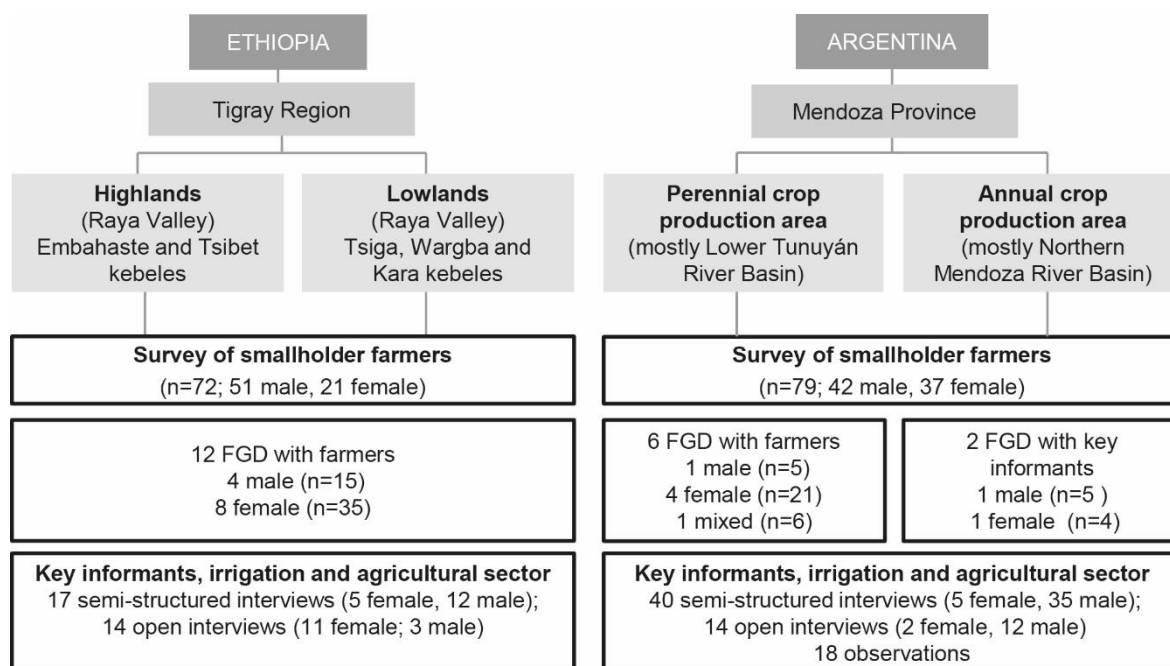 ETHIOPIA
Tigray Region
Highlands
(Raya Valley)
Embahaste and Tsibet
kebeles
Lowlands
(Raya Valley)
Tsiga, Wargba and
Kara kebeles
Survey of smallholder farmers
(n=72; 51 male, 21 female)
12 FGD with farmers
4 male (n=15)
8 female (n=35)
Key informants, irrigation and agricultural sector
17 semi-structured interviews (5 female, 12 male);
14 open interviews (11 female; 3 male)
ARGENTINA
Mendoza Province
Perennial crop
production area
(mostly Lower Tunuyán
River Basin)
Annual crop
production area
(mostly Northern
Mendoza River Basin)
Survey of smallholder farmers
(n=79; 42 male, 37 female)
6 FGD with farmers
1 male (n=5)
4 female (n=21)
1 mixed (n=6)
2 FGD with key
informants
1 male (n=5 )
1 female (n=4)
Key informants, irrigation and agricultural sector
40 semi-structured interviews (5 female, 35 male);
14 open interviews (2 female, 12 male)
18 observations